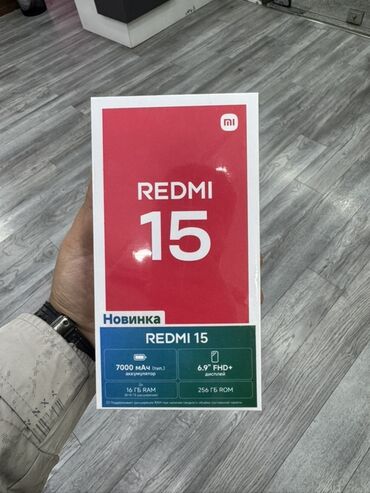 mi
REDMI
15
Новинка
REDMI 15
7000 мАч (тип.)
аккумулятор
6.9" FHD+
дисплей
16 ГБ RAM
256 ГБ ROM